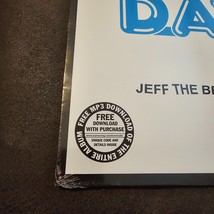 DA
JEFF THE BR
FREE MP3 DOWNLOAD OF THE ENTIRE ALBUM
FREE
DOWNLOAD
WITH PURCHASE
UNIQUE CODE AND
DETAILS INSIDE